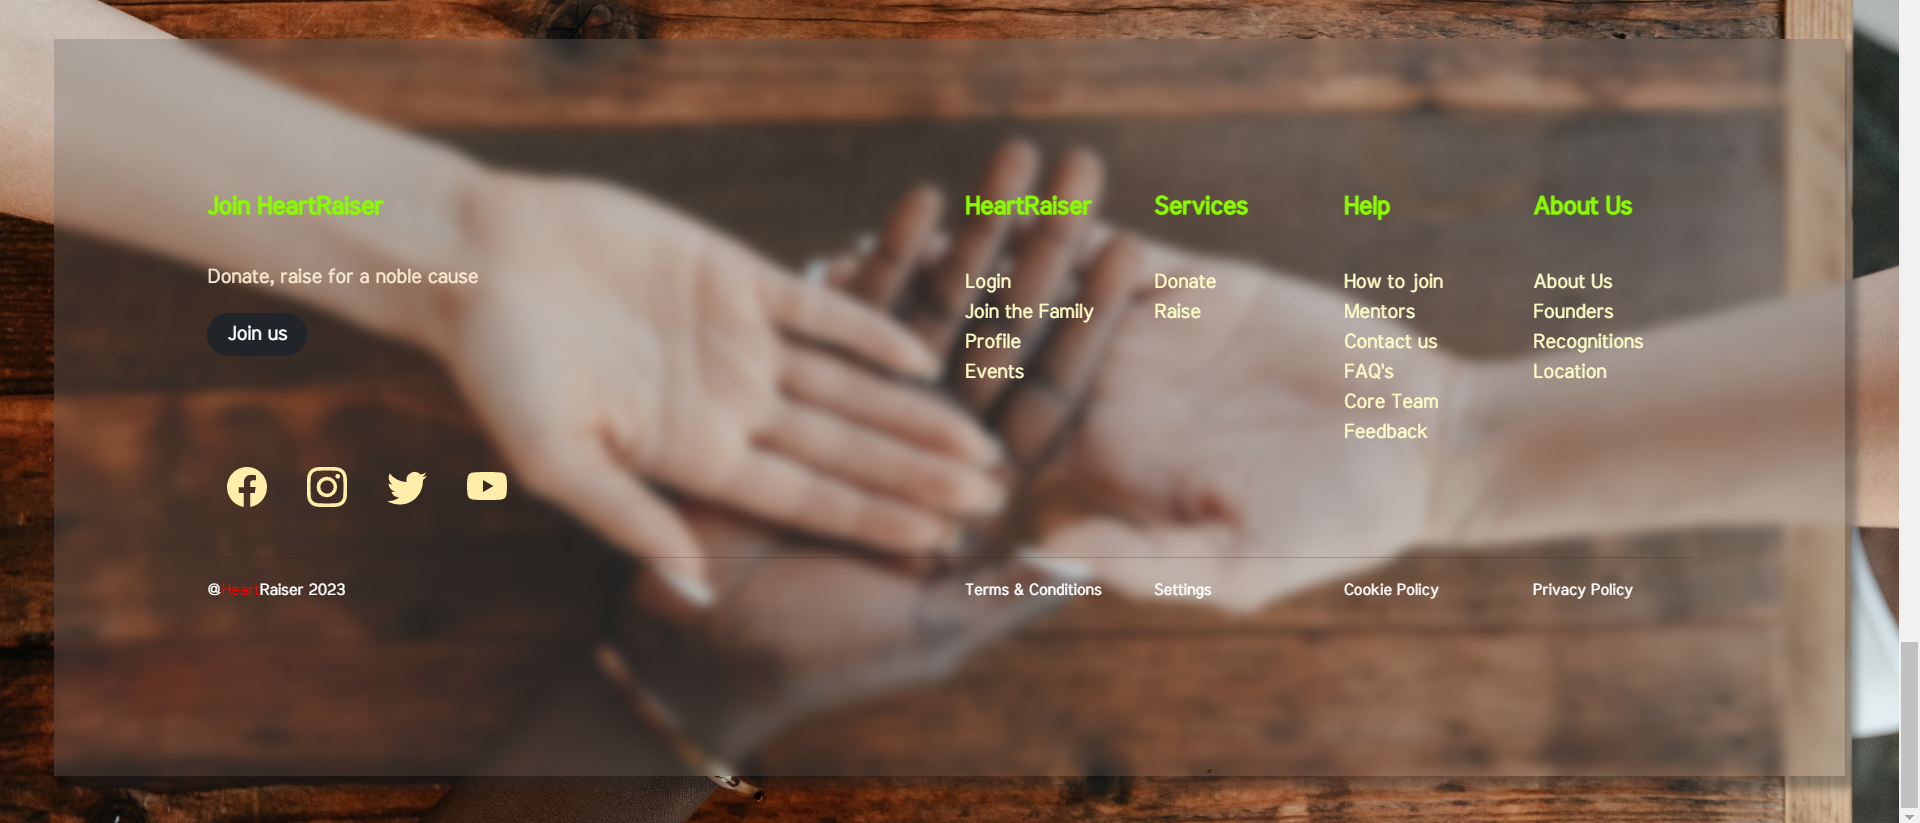 Join HeartRaiser
Donate, raise for a noble cause
Join us
HeartRaiser
Login
Join the Family
Profile
Events
Services
Donate
Raise
Help
How to join
Mentors
Contact us
FAQ's
Core Team
Feedback
About Us
About Us
Founders
Recognitions
Location
@HeartRaiser 2023
Terms & Conditions
Settings
Cookie Policy
Privacy Policy